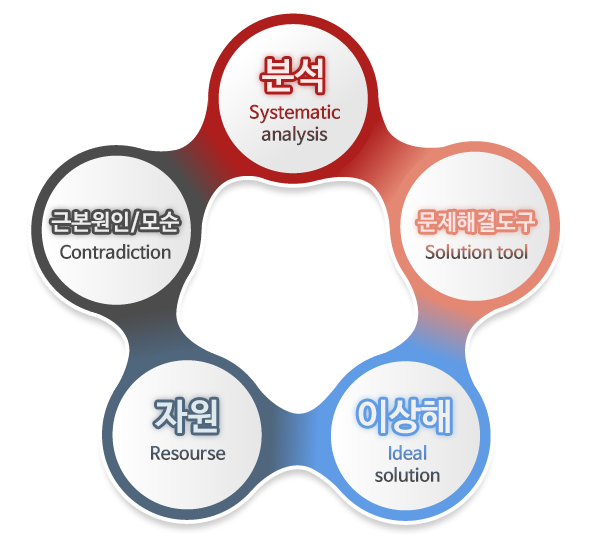 분석
Systematic
analysis
근본원인/모순
Contradiction
문제해결도구
Solution tool
자원
Resourse
이상해
Ideal
solution